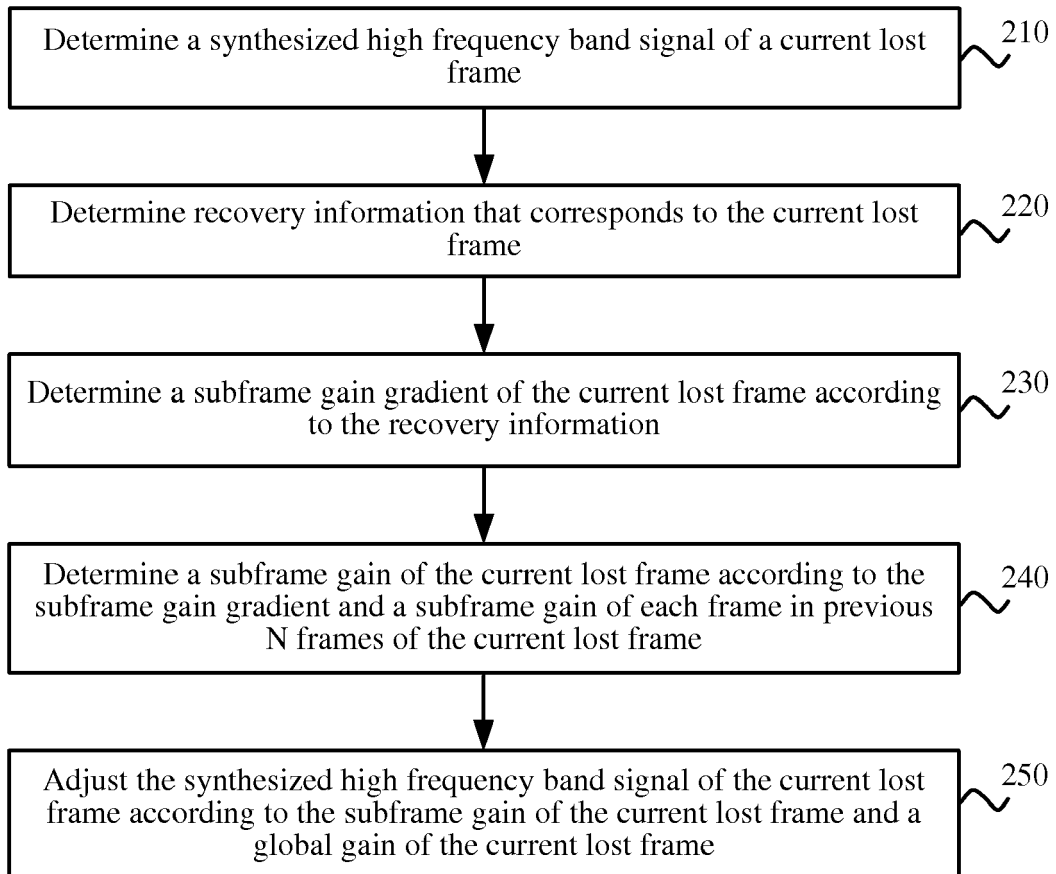 Determine a synthesized high frequency band signal of a current lost
frame
210
Determine recovery information that corresponds to the current lost
frame
220
Determine a subframe gain gradient of the current lost frame according
to the recovery information
230
Determine a subframe gain of the current lost frame according to the
subframe gain gradient and a subframe gain of each frame in previous
N frames of the current lost frame
240
Adjust the synthesized high frequency band signal of the current lost
frame according to the subframe gain of the current lost frame and a
global gain of the current lost frame
250